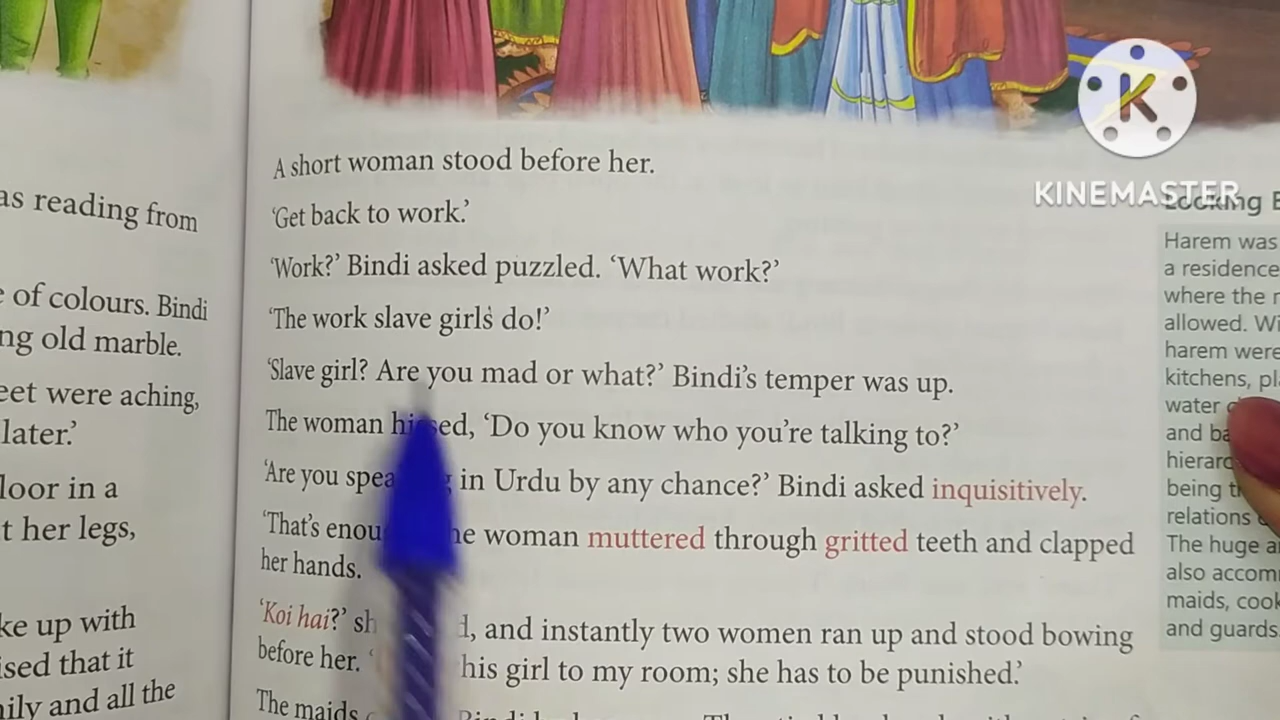 as reading from
of colours. Bindi
ng old marble.
eet were aching,
later.'
loor in a
t her legs,
ke up with
ised that it
ily and all the
A short woman stood before her.
'Get back to work.'
'Work?' Bindi asked puzzled. 'What work?'
'The work slave girls do!'
'Slave girl? Are you mad or what?' Bindi's temper was up.
The woman hissed, 'Do you know who you're talking to?'
'Are you spea in Urdu by any chance?' Bindi asked inquisitively.
'That's enou woman muttered through gritted teeth and clapped
her hands.
'Koi hai?' and instantly two women ran up and stood bowing
before her. his girl to my room; she has to be punished.'
The maids
KINEMASTER
Looking
Harem was
a residence
where the
allowed. Wi
harem were
kitchens, pl
water
and ba
hierarc
being
relations
The huge a
also accom
maids, cook
and guards